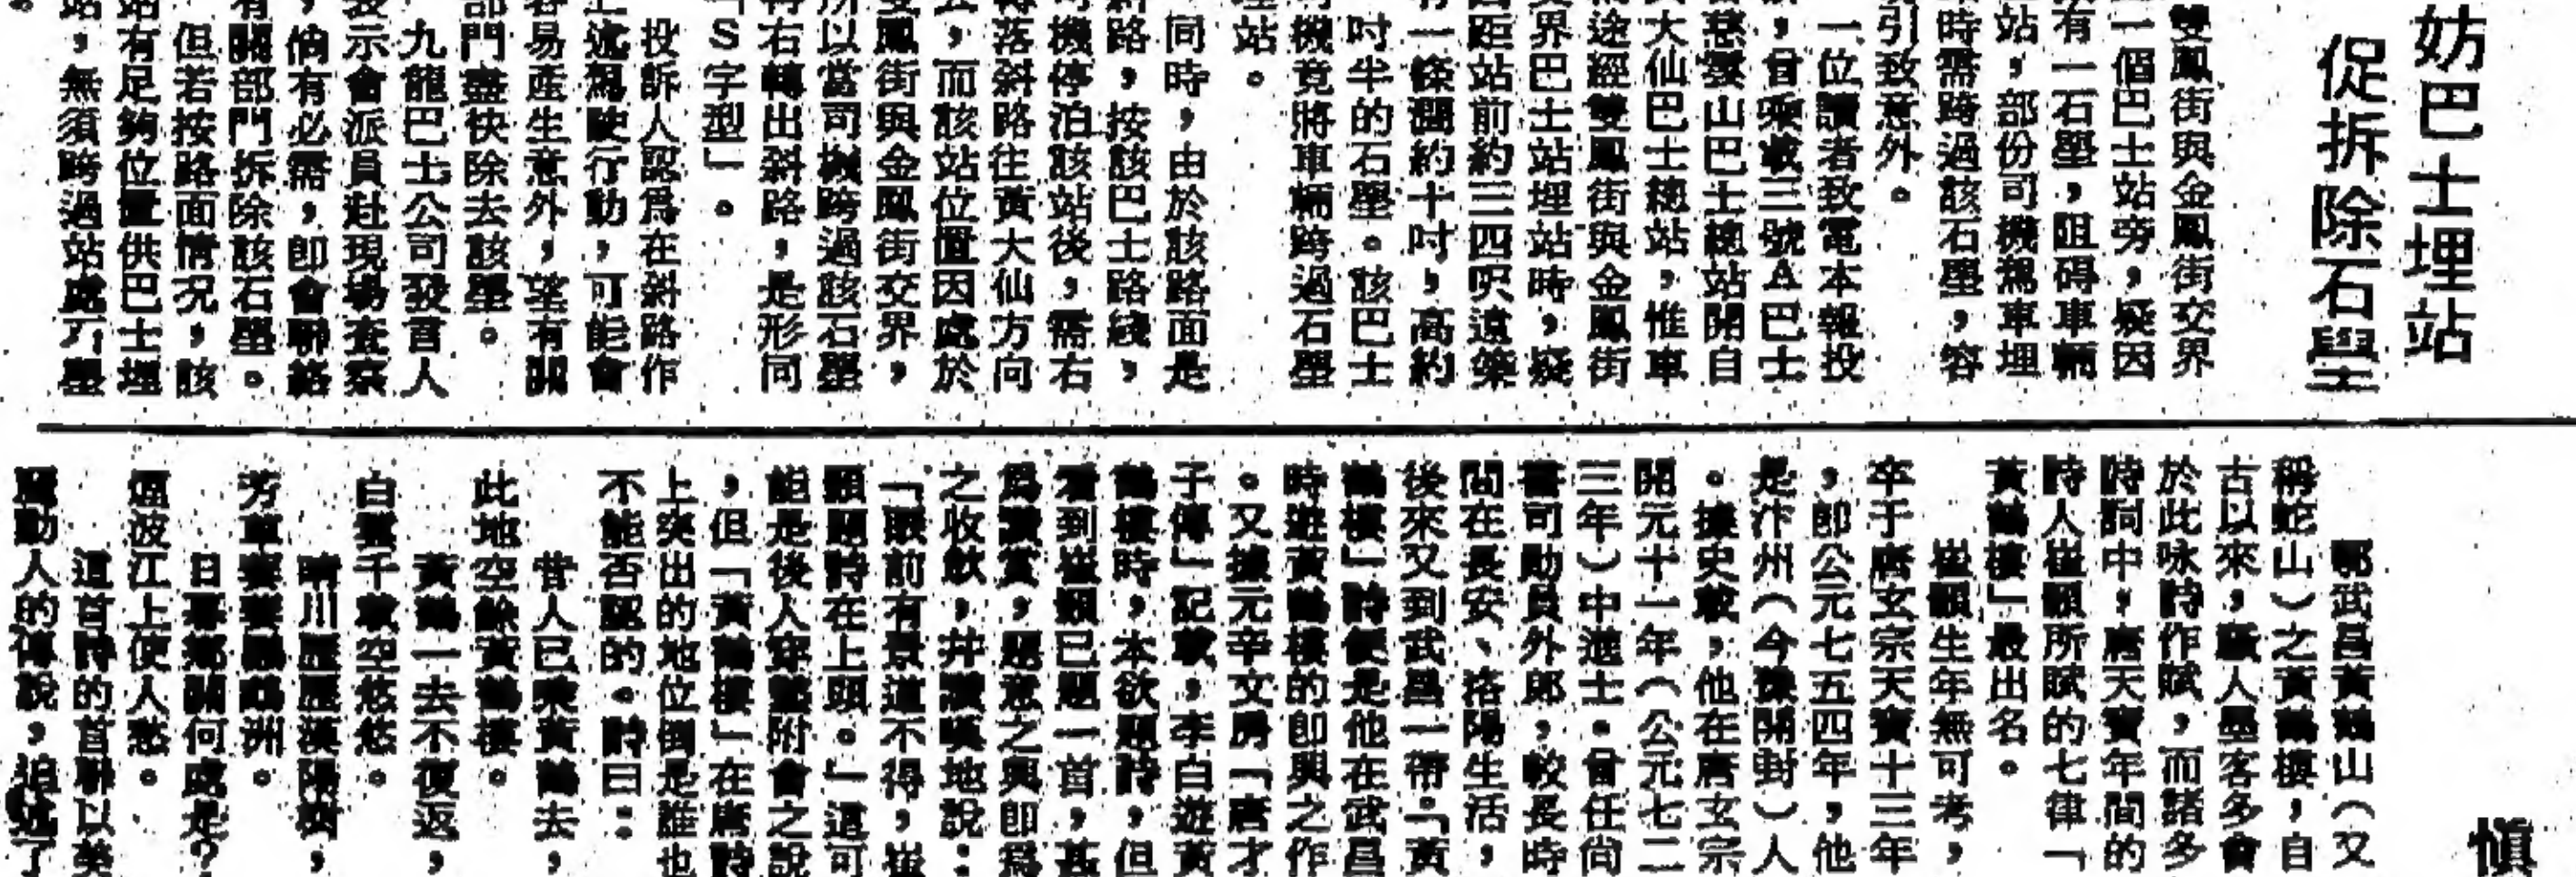 妨巴士埋站
促拆除石壆
雙鳳街與金鳳街交界
一個巴士站旁，疑因
有一石壆，阻碍車輛
站，部份司機駕車埋
時需跨過該石壆，容
引致意外。
一位讀者致電本報投
，曾乘載三號A巴士
慈雲山巴士總站開自
大仙巴士總站，惟車
途經雙鳳街與金鳳街
界巴士站埋站時，疑
距站前約三四呎遠築
有一條濶約十吋，高約
吋半的石壆。該巴士
機竟將車輛跨過石壆
埋站。
同時，由於該路面是
斜路，按該巴士路綫，
司機停泊該站後，需右
落斜路往黃大仙方向
，而該站位置因處於
雙鳳街與金鳳街交界，
所以當司機跨過該石壆
再右轉出斜路，是形同
「S字型」。
投訴人認爲在斜路作
上述駕駛行動，可能會
容易產生意外，望有關
部門盡快除去該壆。
九龍巴士公司發言人
表示會派員赴現場查察
，倘有必需，即會聯絡
有關部門拆除該石壆。
但若按路面情况，該
站有足夠位置供巴士埋
站，無須跨過站處石壆
。
愼
鄂武昌黃鶴山（又
稱蛇山）之黃鶴樓，自
古以來，騷人墨客多會
於此咏詩作賦，而諸多
詩詞中，唐天寶年間的
詩人崔顥所賦的七律「
黃鶴樓」最出名。
崔顥生年無可考，
卒于唐玄宗天寶十三年
，即公元七五四年，他
是汴州（今豫開封）人
。據史載，他在唐玄宗
開元十一年（公元七二
三年）中進士。曾任尚
書司勛員外郎，較長時
間在長安、洛陽生活，
後來又到武昌一帶。「黃
鶴樓」詩便是他在武昌
時遊黃鶴樓的即興之作
。又據元辛文房「唐才
子傳」記載，李白遊黃
鶴樓時，本欲題詩，但
看到崔顥已題一首，甚
爲讚賞，題意之興即爲
之收歛，并讚嘆地說：
「眼前有景道不得，崔
顥題詩在上頭。」這可
能是後人穿鑿附會之說
，但「黃鶴樓」在唐詩
上突出的地位倒是誰也
不能否認的。詩曰：
昔人已乘黃鶴去，
此地空餘黃鶴樓。
黃鶴一去不復返，
白雲千載空悠悠。
晴川歷歷漢陽樹，
芳草萋萋鸚鵡洲。
日暮鄉關何處是？
煙波江上使人愁。
這首詩的首聯以美
麗動人的傳說，追述了